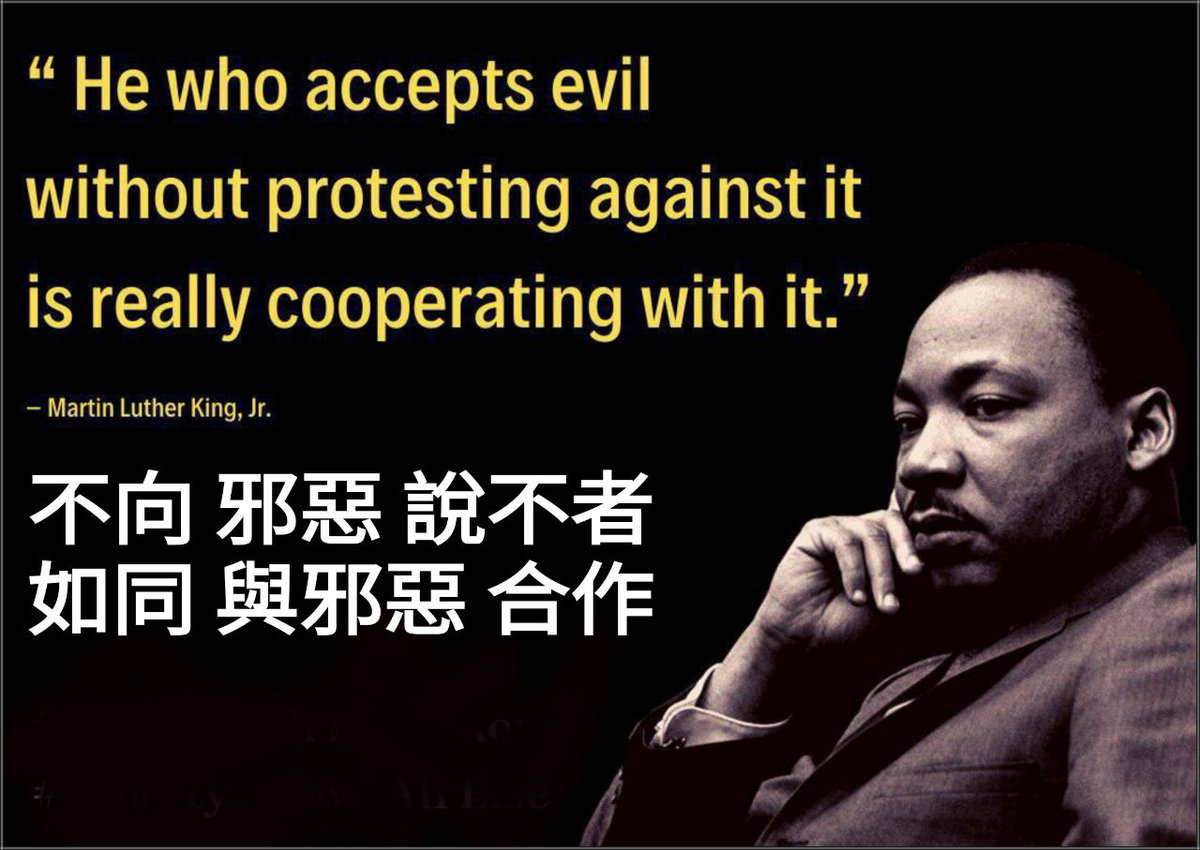 “ He who accepts evil
without protesting against it
is really cooperating with it.”
– Martin Luther King, Jr.
不向 邪惡 說不者
如同 與邪惡 合作